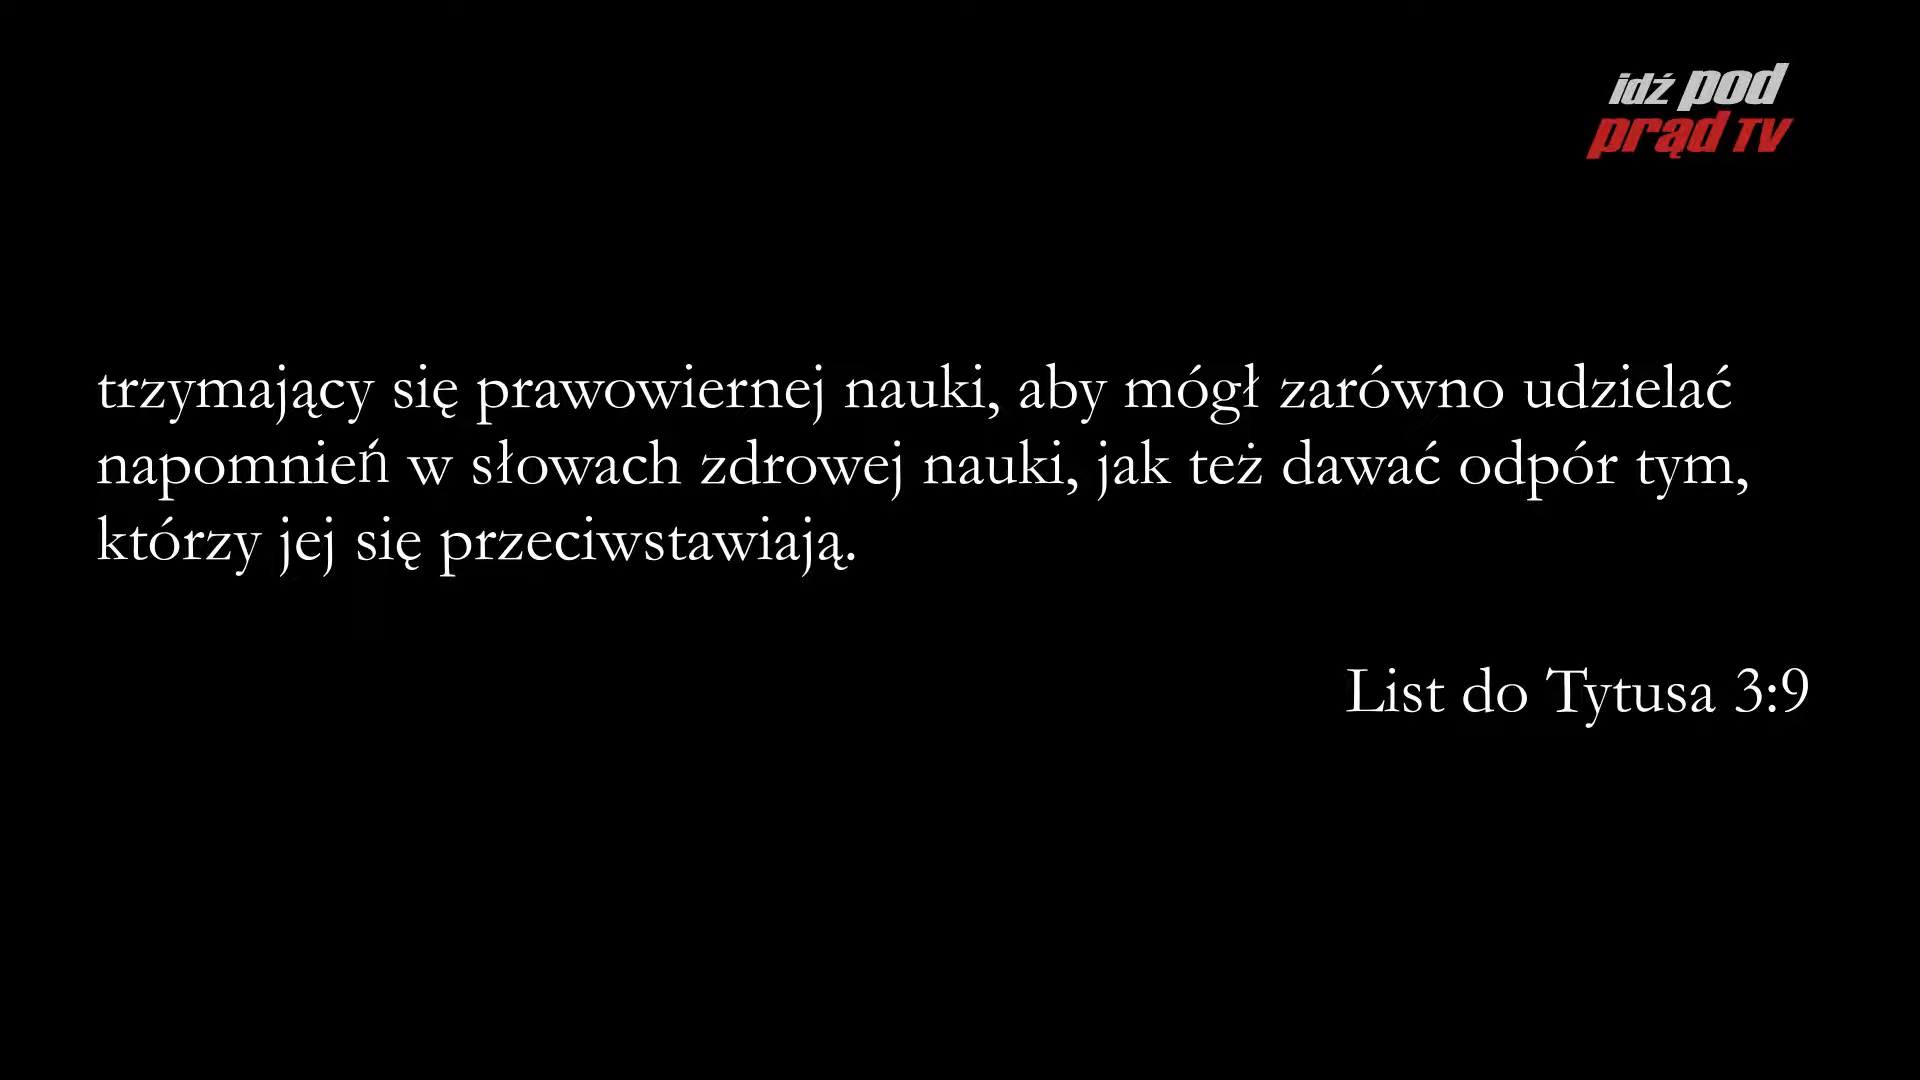 idź pod
prąd TV
trzymający się prawowiernej nauki, aby mógł zarówno udzielać
napomnień w słowach zdrowej nauki, jak też dawać odpór tym,
którzy jej się przeciwstawiają.
List do Tytusa 3:9